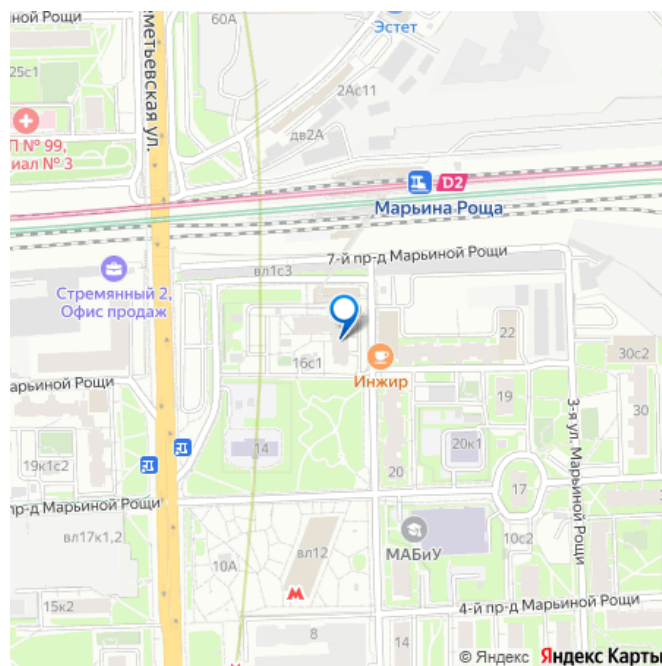 ой Рощи
60А
Эстет
25с1
метьевская ул.
2Ас11
дв2А
П № 99,
иал № 3
D2
Марьина Роща
7-й пр-д Марьиной Рощи
вл1с3
Стремянный 2,
Офис продаж
22
16с1
Инжир
30с2
арьиной Рощи
19
3-я ул. Марьиной Рощи
30
14
20к1
19к1с2
20
17
пр-д Марьиной Рощи
вл17к1,2
10с2
МАБиУ
вл12
10А
15к2
4-й пр-д Марьиной Рощи
8
14
© Яндекс Яндекс Карты